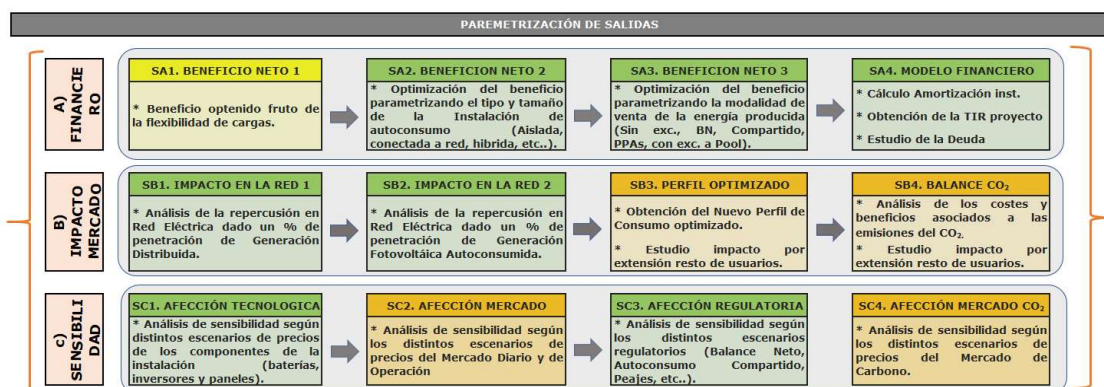 PAREMETRIZACIÓN DE SALIDAS
A)
FINANCIE
RO
SA1. BENEFICIO NETO 1
* Beneficio optenido fruto de
la flexibilidad de cargas.
SA2. BENEFICION NETO 2
* Optimización del beneficio
parametrizando el tipo y tamaño
de la Instalación de
autoconsumo (Aislada,
conectada a red, hibrida, etc..).
SA3. BENEFICION NETO 3
* Optimización del beneficio
parametrizando la modalidad de
venta de la energía producida
(Sin exc., BN, Compartido,
PPAs, con exc. a Pool).
SA4. MODELO FINANCIERO
* Cálculo Amortización inst.
* Obtención de la TIR proyecto
* Estudio de la Deuda
B)
IMPACTO
MERCADO
SB1. IMPACTO EN LA RED 1
* Análisis de la repercusión en
Red Eléctrica dado un % de
penetración de Generación
Distribuida.
SB2. IMPACTO EN LA RED 2
* Análisis de la repercusión en
Red Eléctrica dado un % de
penetración de Generación
Fotovoltáica Autoconsumida.
SB3. PERFIL OPTIMIZADO
* Obtención del Nuevo Perfil de
Consumo optimizado.
* Estudio impacto por
extensión resto de usuarios.
SB4. BALANCE CO₂
* Análisis de los costes y
beneficios asociados a las
emisiones del CO₂.
* Estudio impacto por
extensión resto de usuarios.
c)
SENSIBILI
DAD
SC1. AFECCIÓN TECNOLOGICA
* Análisis de sensibilidad según
distintos escenarios de precios
de los componentes de la
instalación (baterías,
inversores y paneles).
SC2. AFECCIÓN MERCADO
* Análisis de sensibilidad según
los distintos escenarios de
precios del Mercado Diario y de
Operación
SC3. AFECCIÓN REGULATORIA
* Análisis de sensibilidad según
los distintos escenarios
regulatorios (Balance Neto,
Autoconsumo Compartido,
Peajes, etc..).
SC4. AFECCIÓN MERCADO CO₂
* Análisis de sensibilidad según
los distintos escenarios de
precios del Mercado de
Carbono.